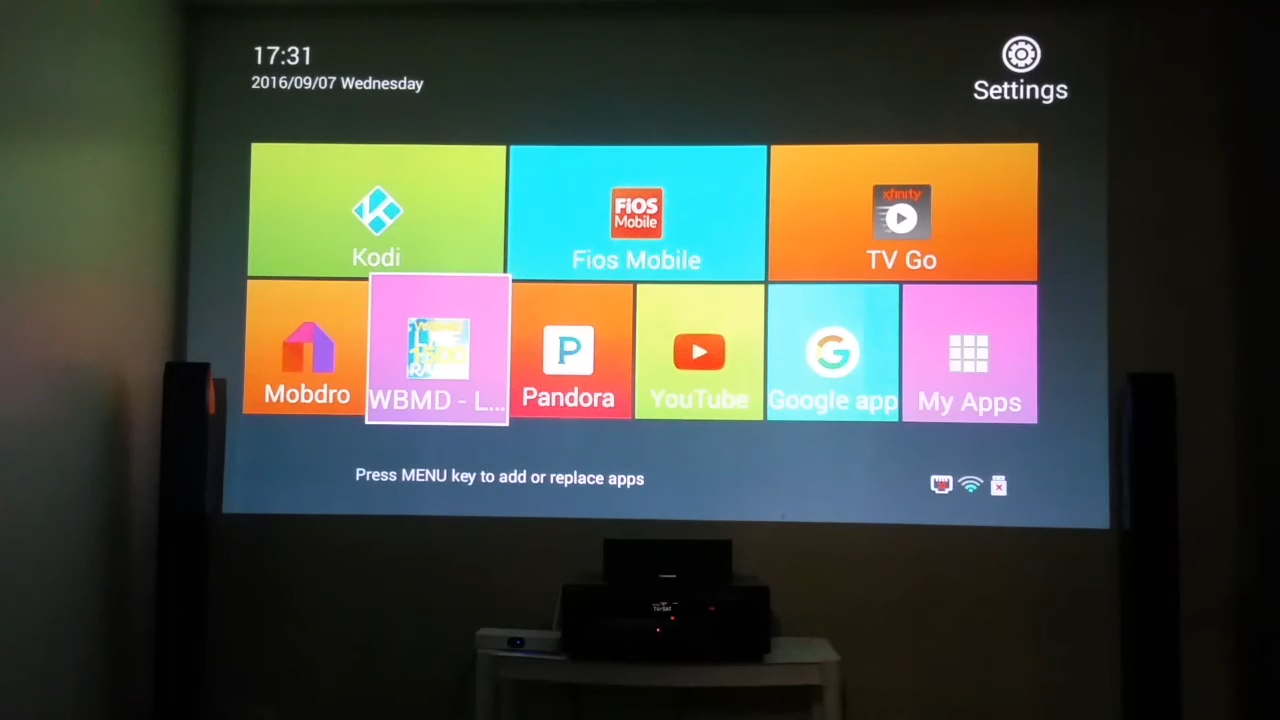 17:31
2016/09/07 Wednesday
Settings
Kodi
FiOS
Mobile
Fios Mobile
xfinity
TV Go
Mobdro
WBMD - L...
Pandora
YouTube
Google app
My Apps
Press MENU key to add or replace apps